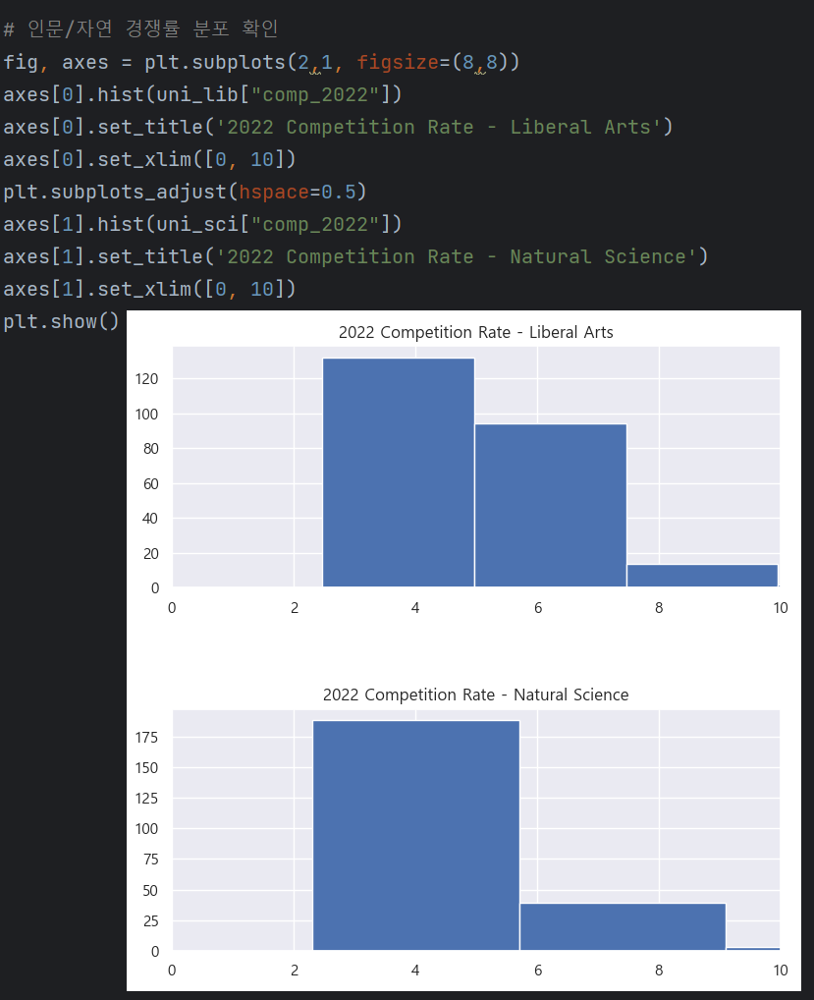 # 인문/자연 경쟁률 분포 확인
fig, axes = plt.subplots(2,1, figsize=(8,8))
axes[0].hist(uni_lib["comp_2022"])
axes[0].set_title('2022 Competition Rate - Liberal Arts')
axes[0].set_xlim([0, 10])
plt.subplots_adjust(hspace=0.5)
axes[1].hist(uni_sci["comp_2022"])
axes[1].set_title('2022 Competition Rate - Natural Science')
axes[1].set_xlim([0, 10])
plt.show()
2022 Competition Rate - Liberal Arts
120
100
80
60
40
20
0
0 2 4 6 8 10
2022 Competition Rate - Natural Science
175
150
125
100
75
50
25
0
0 2 4 6 8 10